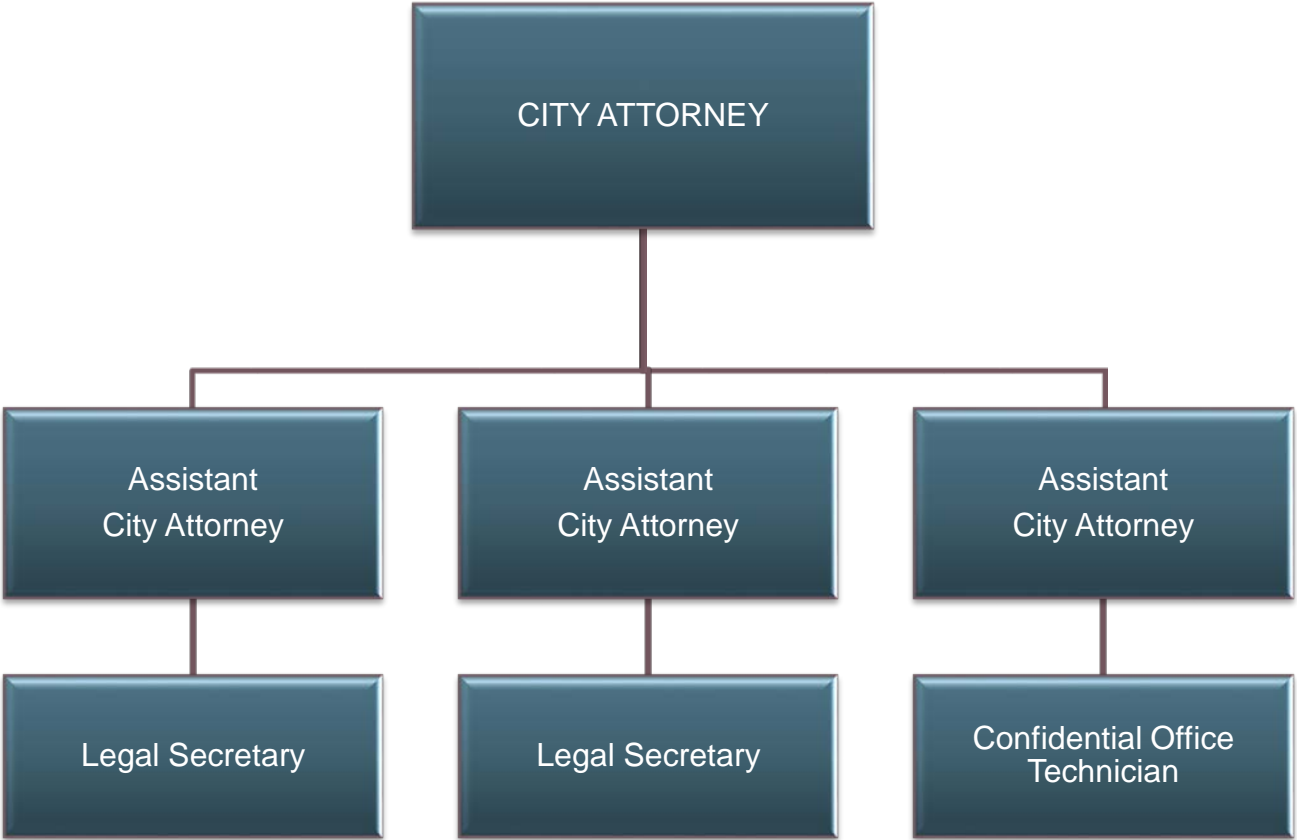 CITY ATTORNEY
Assistant
City Attorney
Assistant
City Attorney
Assistant
City Attorney
Legal Secretary
Legal Secretary
Confidential Office
Technician